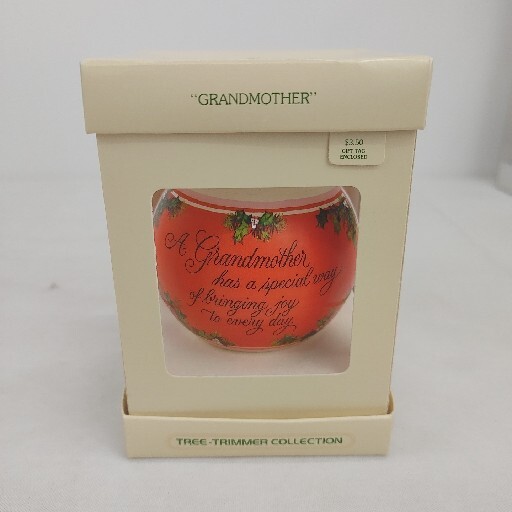 "GRANDMOTHER"
$3.50
GIFT TAG
ENCLOSED
A Grandmother
has a special way
of bringing joy
to every day.
TREE-TRIMMER COLLECTION